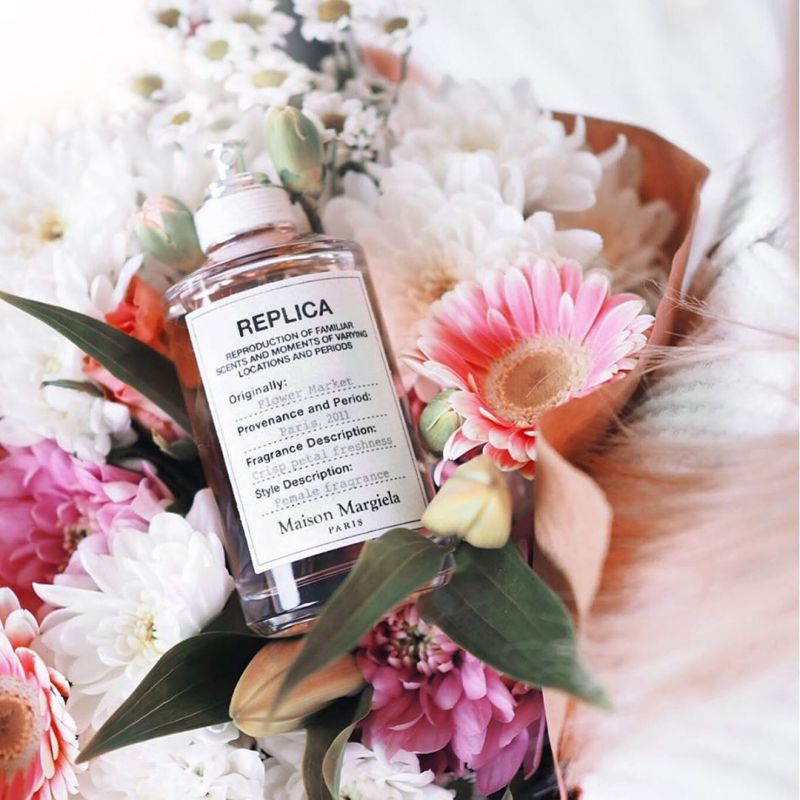 REPLICA
REPRODUCTION OF FAMILIAR
SCENTS AND MOMENTS OF VARYING
LOCATIONS AND PERIODS
Originally:
Flower Market
Provenance and Period:
Paris, 2011
Fragrance Description:
Crisp petal freshness
Style Description:
Female fragrance
Maison Margiela
PARIS